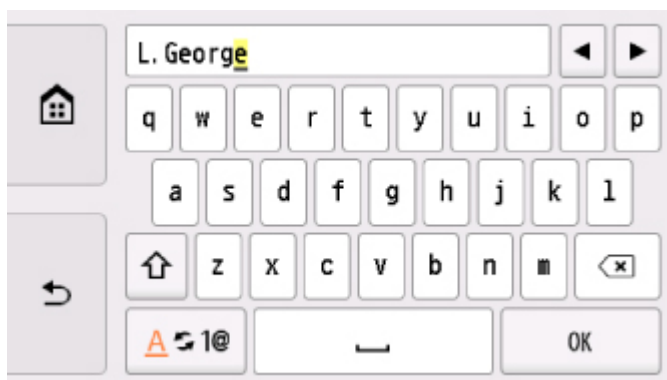 L. George
q w e r t y u i o p
a s d f g h j k l
z x c v b n m
A 1@ OK